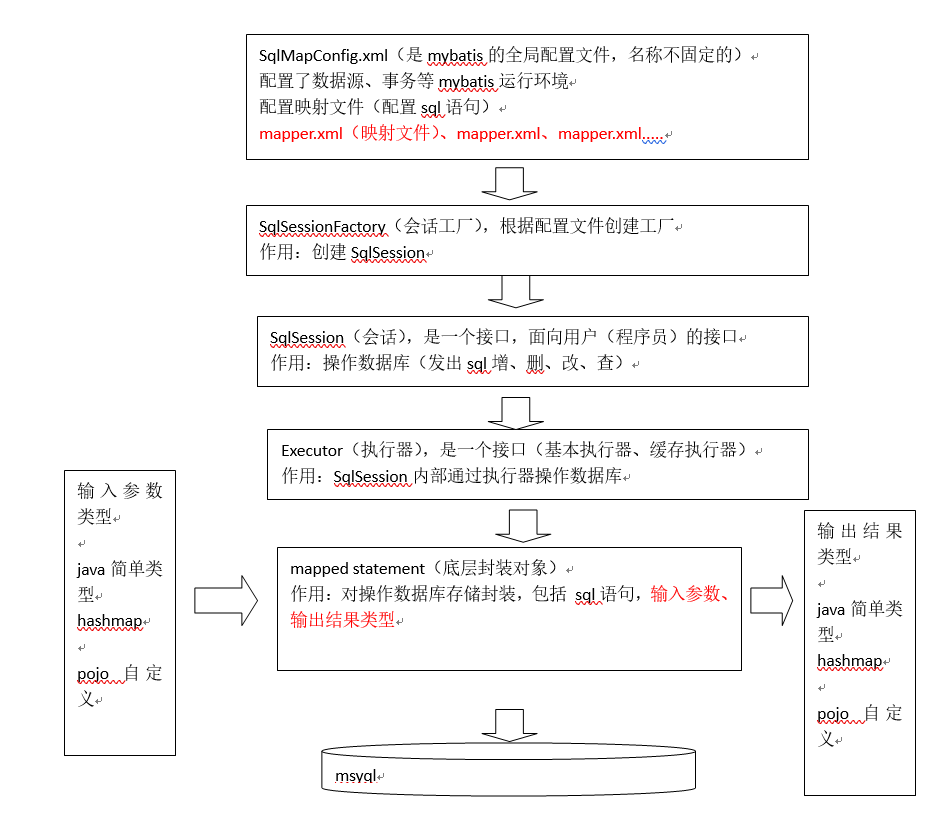 SqlMapConfig.xml（是 mybatis 的全局配置文件，名称不固定的）
配置了数据源、事务等 mybatis 运行环境
配置映射文件（配置 sql 语句）
mapper.xml（映射文件）、mapper.xml、mapper.xml.....
SqlSessionFactory（会话工厂），根据配置文件创建工厂
作用：创建 SqlSession
SqlSession（会话），是一个接口，面向用户（程序员）的接口
作用：操作数据库（发出 sql 增、删、改、查）
Executor（执行器），是一个接口（基本执行器、缓存执行器）
作用：SqlSession 内部通过执行器操作数据库
输入参数
类型
java 简单类
型
hashmap
pojo 自定
义
mapped statement（底层封装对象）
作用：对操作数据库存储封装，包括 sql 语句，输入参数、
输出结果类型
输出结果
类型
java 简单类
型
hashmap
pojo 自定
义
msyql